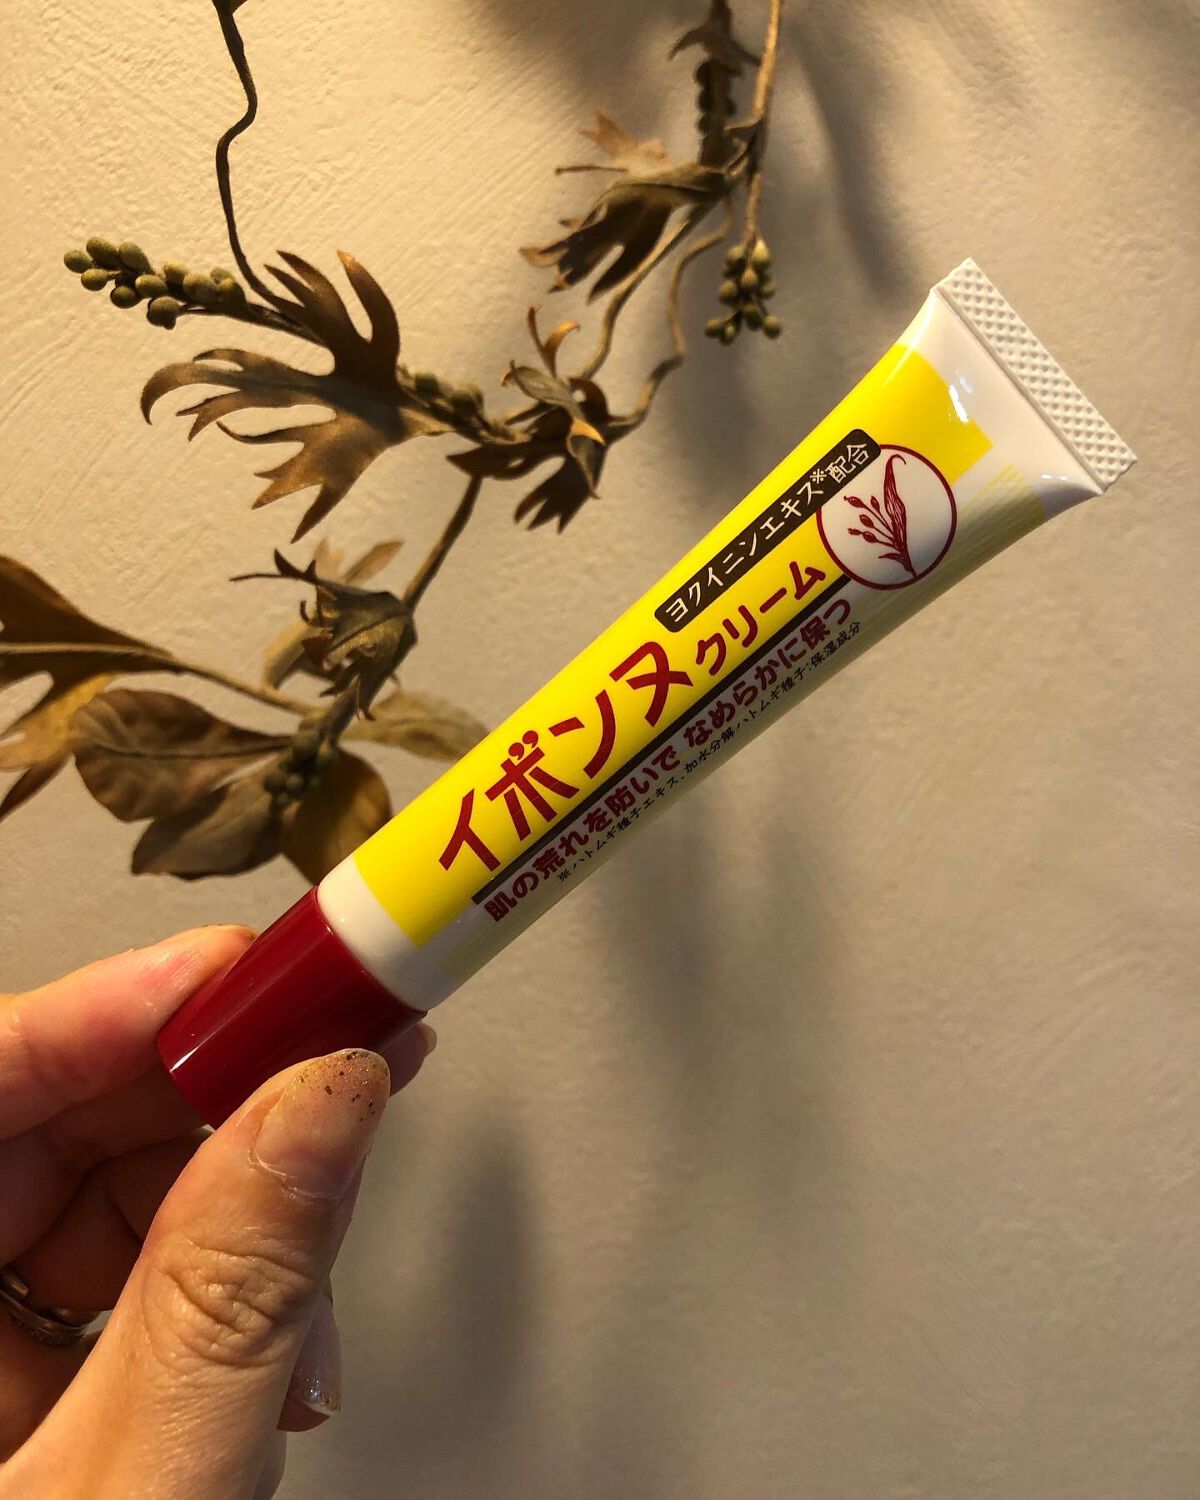 ヨクイニンエキス※配合
イボンヌクリーム
肌の荒れを防いで なめらかに保つ
※ハトムギ種子エキス、加水分解ハトムギ種子:保湿成分